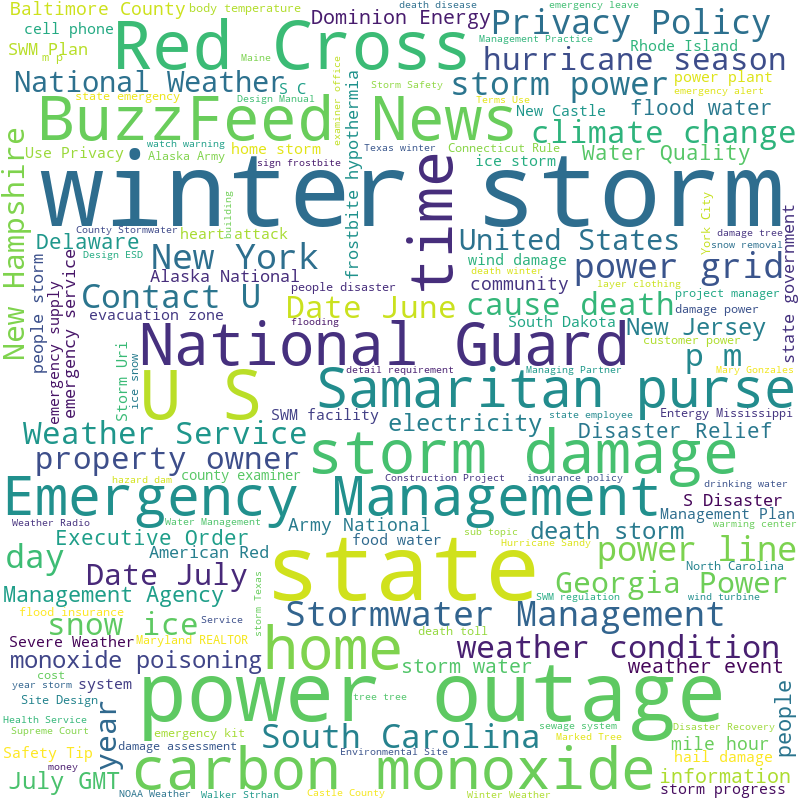 Baltimore County
body temperature
death disease
emergency leave
cell phone
Dominion Energy
Privacy Policy
Management Practice
Rhode Island
SWM Plan
m p
Red Cross
Maine
hurricane season
National Weather
S C
Storm Safety
storm power
power plant
emergency alert
state emergency
Design Manual
examiner office
Terms Use
New Castle
flood water
BuzzFeed News
climate change
watch warning
Texas winter
Connecticut Rule
Use Privacy
Alaska Army
home storm
sign frostbite
ice storm
Water Quality
frostbite hypothermia
New Hampshire
winter storm
time
building
York City
state government
County Stormwater
heart attack
Delaware
Design ESD
New York
United States
damage tree
snow removal
wind damage
power grid
death winter
layer clothing
Alaska National
people disaster
community
people storm
emergency supply
emergency service
Contact U
Date June
cause death
project manager
damage power
evacuation zone
flooding
South Dakota
New Jersey
customer power
National Guard
p m
Storm Uri
ice snow
detail requirement
Managing Partner
Mary Gonzales
U S
Samaritan purse
SWM facility
state employee
Entergy Mississippi
electricity
Weather Service
Disaster Relief
storm damage
property owner
county examiner
Construction Project
insurance policy
drinking water
hazard dam
Emergency Management
S Disaster
Management Plan
Weather Radio
Water Management
Army National
sub topic
death storm
warming center
Executive Order
food water
Hurricane Sandy
day
American Red
state
power line
North Carolina
Date July
Georgia Power
Management Agency
SWM regulation
wind turbine
flood insurance
storm Texas
Stormwater Management
snow ice
Service
Severe Weather
Maryland REALTOR
death toll
home
weather condition
monoxide poisoning
storm water
weather event
cost
year storm
system
power outage
people
Site Design
tree tree
year
Health Service
Supreme Court
emergency kit
South Carolina
sewage system
Marked Tree
Disaster Recovery
mile hour
Safety Tip
damage assessment
Environmental Site
hail damage
money
July GMT
carbon monoxide
information
NOAA Weather
Walker Strhan
Castle County
Winter Weather
storm progress